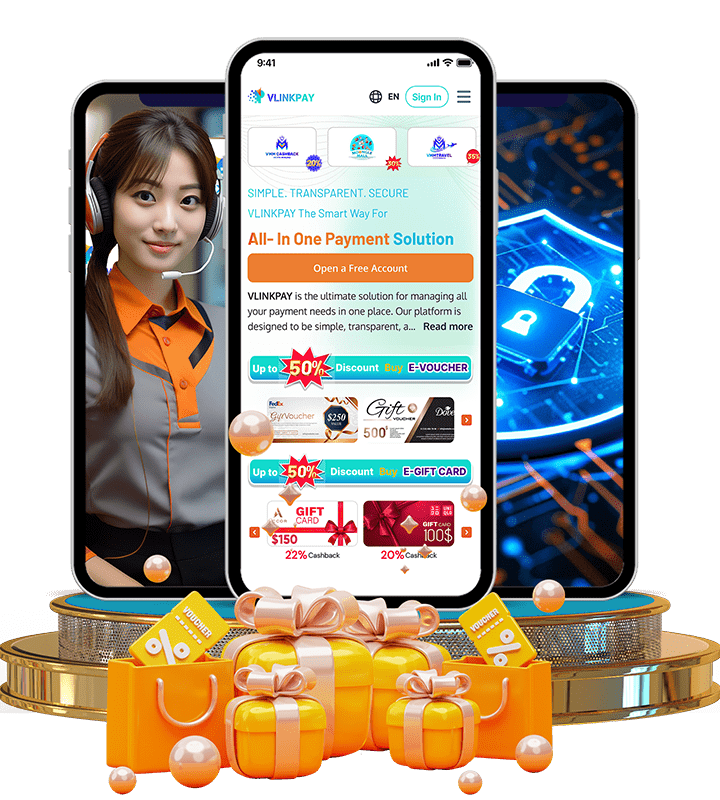 9:41
VLINKPAY
EN
Sign In
VMM CASHBACK
20%
MALL
30%
VMMTRAVEL
35%
SIMPLE. TRANSPARENT. SECURE
VLINKPAY The Smart Way For
All- In One Payment Solution
Open a Free Account
VLINKPAY is the ultimate solution for managing all
your payment needs in one place. Our platform is
designed to be simple, transparent, a... Read more
Up to 50% Discount Buy E-VOUCHER
FedEx
Gift Voucher
$250
VALUE
Gift
VOUCHER
500
Dove
Up to 50% Discount Buy E-GIFT CARD
GIFT
CARD
$150
UNI
QLO
GIFT CARD
100$
22% Cashback
20% Cashback
VOUCHER
%
VOUCHER
%